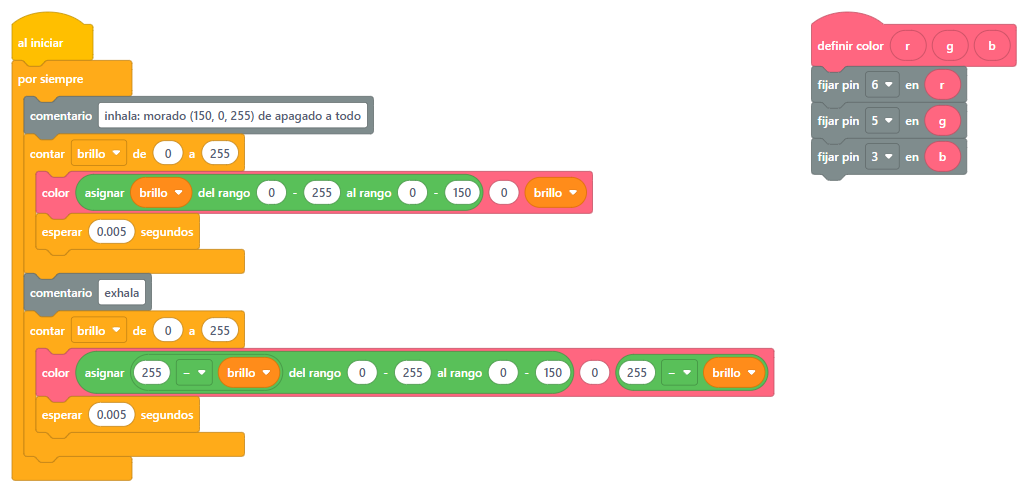 al iniciar
por siempre
comentario inhala: morado (150, 0, 255) de apagado a todo
contar brillo de 0 a 255
color asignar brillo del rango 0 - 255 al rango 0 - 150 0 brillo
esperar 0.005 segundos
comentario exhala
contar brillo de 0 a 255
color asignar 255 - brillo del rango 0 - 255 al rango 0 - 150 0 255 - brillo
esperar 0.005 segundos
definir color r g b
fijar pin 6 en r
fijar pin 5 en g
fijar pin 3 en b